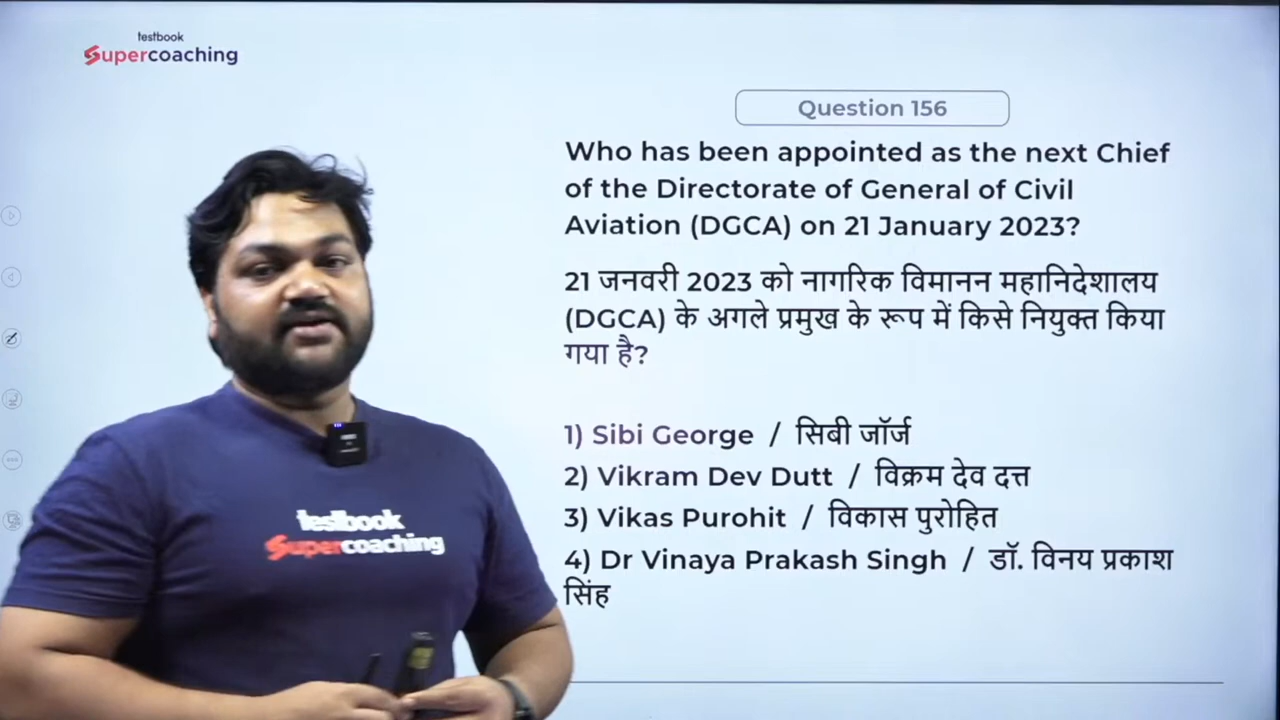 testbook
Supercoaching
Question 156
Who has been appointed as the next Chief
of the Directorate of General of Civil
Aviation (DGCA) on 21 January 2023?
21 जनवरी 2023 को नागरिक विमानन महानिदेशालय
(DGCA) के अगले प्रमुख के रूप में किसे नियुक्त किया
गया है?
1) Sibi George / सिबी जॉर्ज
2) Vikram Dev Dutt / विक्रम देव दत्त
3) Vikas Purohit / विकास पुरोहित
4) Dr Vinaya Prakash Singh / डॉ. विनय प्रकाश
सिंह
testbook
Supercoaching